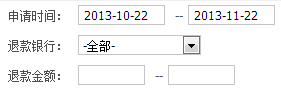 申请时间： 2013-10-22 -- 2013-11-22
退款银行： -全部-
退款金额： --